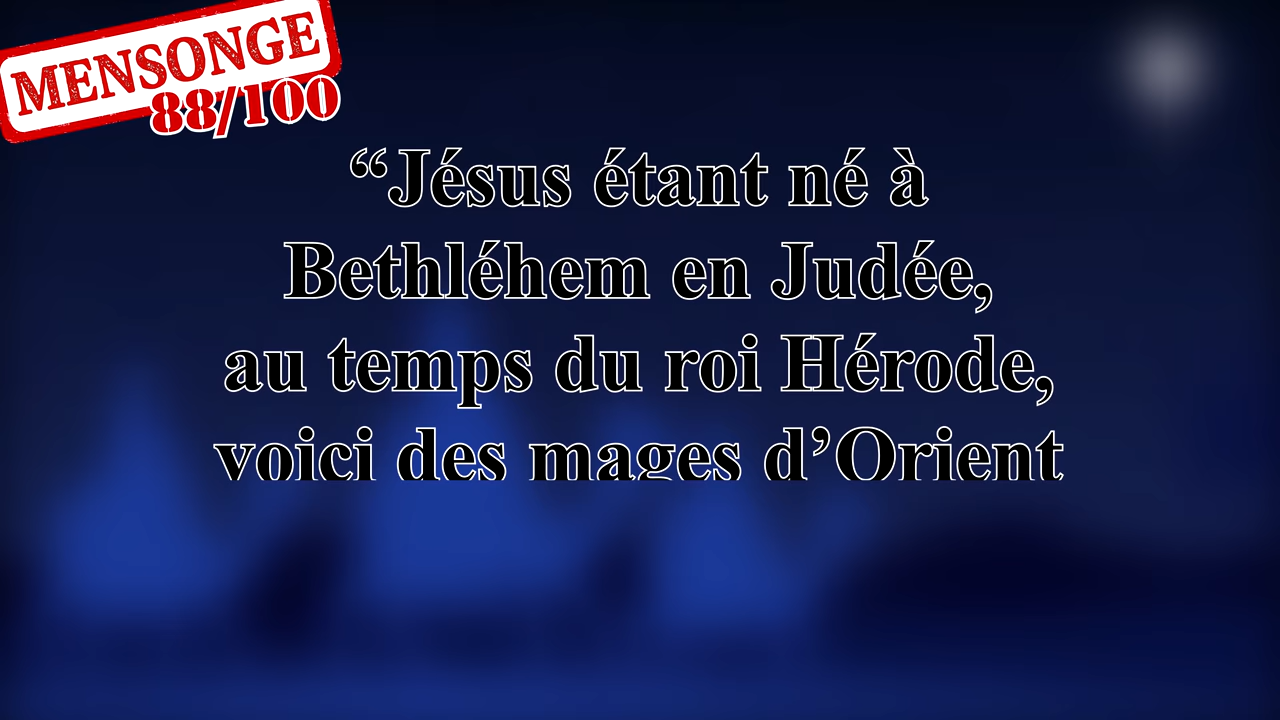 MENSONGE
88/100
“Jésus étant né à
Bethléhem en Judée,
au temps du roi Hérode,
voici des mages d’Orient